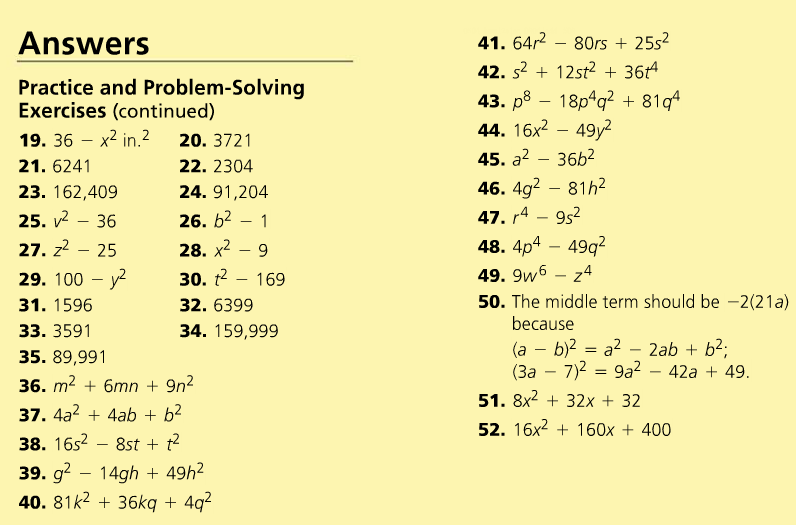 Answers
Practice and Problem-Solving
Exercises (continued)
19. 36 − x² in.² 20. 3721
21. 6241 22. 2304
23. 162,409 24. 91,204
25. v² − 36 26. b² − 1
27. z² − 25 28. x² − 9
29. 100 − y² 30. t² − 169
31. 1596 32. 6399
33. 3591 34. 159,999
35. 89,991
36. m² + 6mn + 9n²
37. 4a² + 4ab + b²
38. 16s² − 8st + t²
39. g² − 14gh + 49h²
40. 81k² + 36kq + 4q²
41. 64r² − 80rs + 25s²
42. s² + 12st² + 36t⁴
43. p⁸ − 18p⁴q² + 81q⁴
44. 16x² − 49y²
45. a² − 36b²
46. 4g² − 81h²
47. r⁴ − 9s²
48. 4p⁴ − 49q²
49. 9w⁶ − z⁴
50. The middle term should be −2(21a)
because
(a − b)² = a² − 2ab + b²;
(3a − 7)² = 9a² − 42a + 49.
51. 8x² + 32x + 32
52. 16x² + 160x + 400